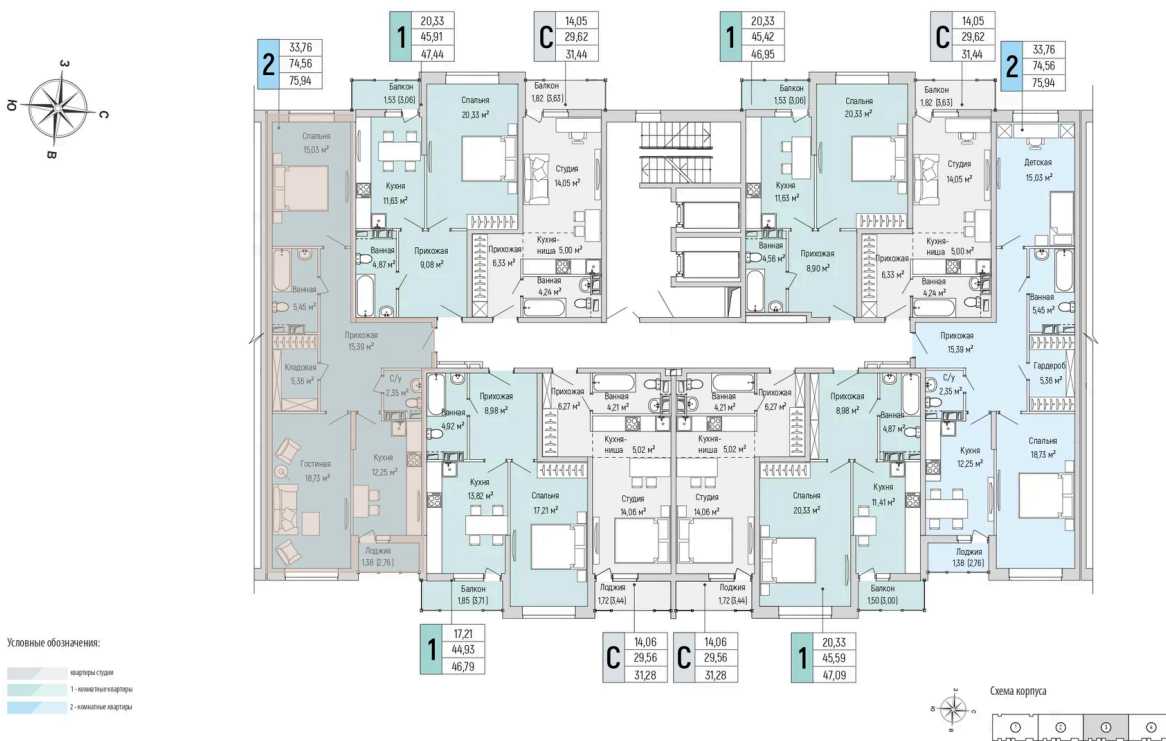 2
33,76
74,56
75,94
1
20,33
45,91
47,44
С
14,05
29,62
31,44
1
20,33
45,42
46,95
С
14,05
29,62
31,44
2
33,76
74,56
75,94
З
Ю
С
В
Балкон
1,53 (3,06)
Спальня
20,33 м²
Балкон
1,82 (3,63)
Балкон
1,53 (3,06)
Спальня
20,33 м²
Балкон
1,82 (3,63)
Спальня
15,03 м²
Кухня
11,63 м²
Студия
14,05 м²
Кухня
11,63 м²
Студия
14,05 м²
Детская
15,03 м²
Ванная
4,87 м²
Прихожая
9,08 м²
Прихожая
6,33 м²
Кухня-
ниша 5,00 м²
Ванная
4,24 м²
Ванная
4,56 м²
Прихожая
8,90 м²
Прихожая
6,33 м²
Кухня-
ниша 5,00 м²
Ванная
4,24 м²
Ванная
5,45 м²
Ванная
5,45 м²
Прихожая
15,39 м²
Прихожая
15,39 м²
Кладовая
5,36 м²
С/у
2,35 м²
Ванная
4,92 м²
Прихожая
8,98 м²
Прихожая
6,27 м²
Ванная
4,21 м²
Ванная
4,21 м²
Прихожая
6,27 м²
Прихожая
8,98 м²
Ванная
4,87 м²
С/у
2,35 м²
Гардероб
5,36 м²
Кухня-
ниша 5,02 м²
Кухня-
ниша 5,02 м²
Гостиная
18,73 м²
Кухня
12,25 м²
Кухня
13,82 м²
Спальня
17,21 м²
Студия
14,06 м²
Студия
14,06 м²
Спальня
20,33 м²
Кухня
11,41 м²
Кухня
12,25 м²
Спальня
18,73 м²
Лоджия
1,38 (2,76)
Балкон
1,85 (3,71)
Лоджия
1,72 (3,44)
Лоджия
1,72 (3,44)
Балкон
1,50 (3,00)
Лоджия
1,38 (2,76)
1
17,21
44,93
46,79
С
14,06
29,56
31,28
С
14,06
29,56
31,28
1
20,33
45,59
47,09
Условные обозначения:
квартиры студии
1 - комнатные квартиры
2 - комнатные квартиры
З
Ю
С
В
Схема корпуса
1
2
3
4